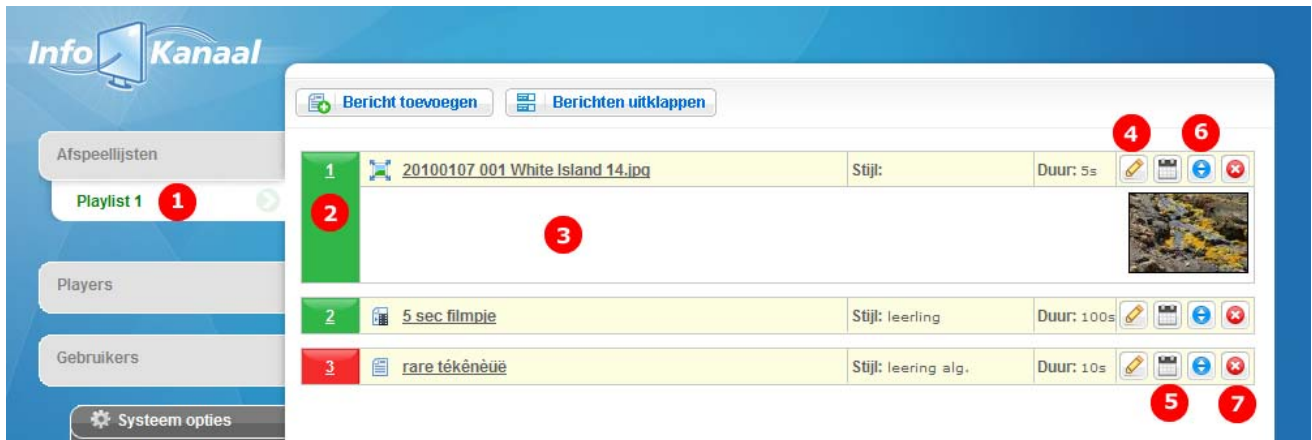 Info Kanaal
Bericht toevoegen Berichten uitklappen
4 6
Afspeellijsten
1 20100107 001 White Island 14.jpg Stijl: Duur: 5s
Playlist 1 1
2
3
Players
2 5 sec filmpje Stijl: leerling Duur: 100s
Gebruikers
3 rare tékênèüë Stijl: leering alg. Duur: 10s
5 7
Systeem opties